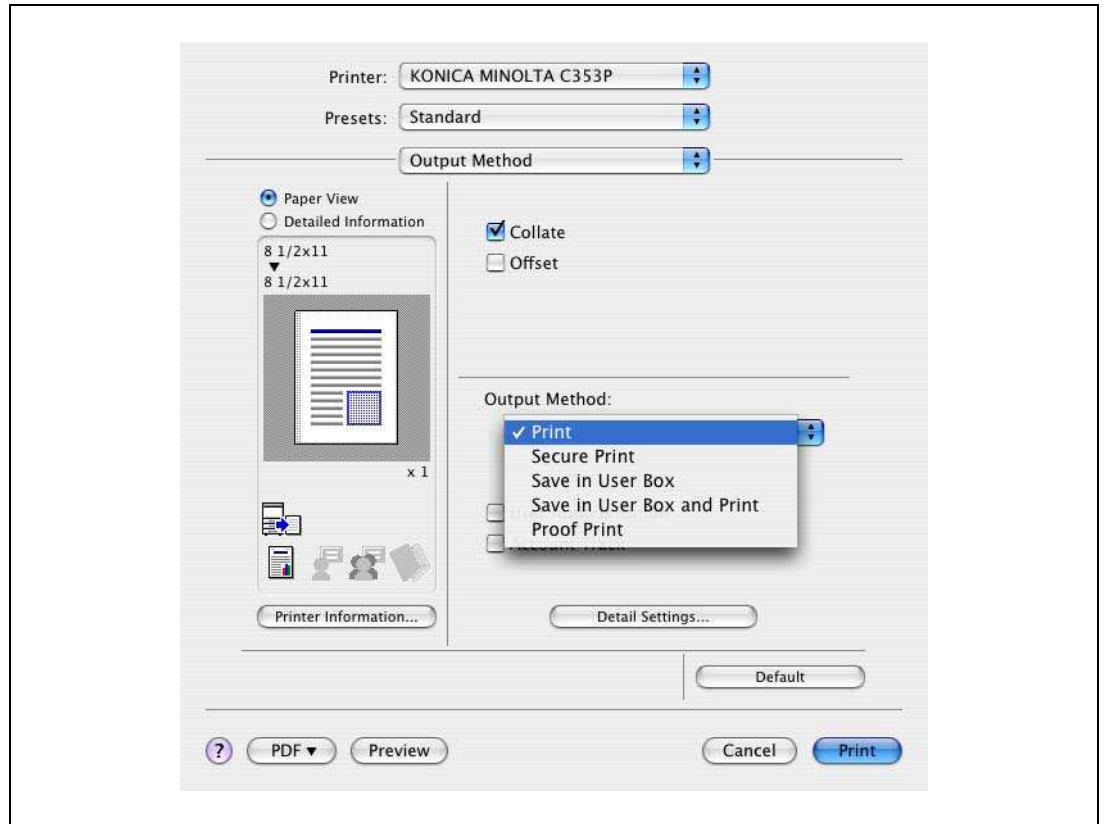 Printer: KONICA MINOLTA C353P
Presets: Standard
Output Method
Paper View
Detailed Information
8 1/2x11
8 1/2x11
x 1
Printer Information...
Collate
Offset
Output Method:
Print
Secure Print
Save in User Box
Save in User Box and Print
Proof Print
Account Track
Detail Settings...
Default
? PDF Preview Cancel Print